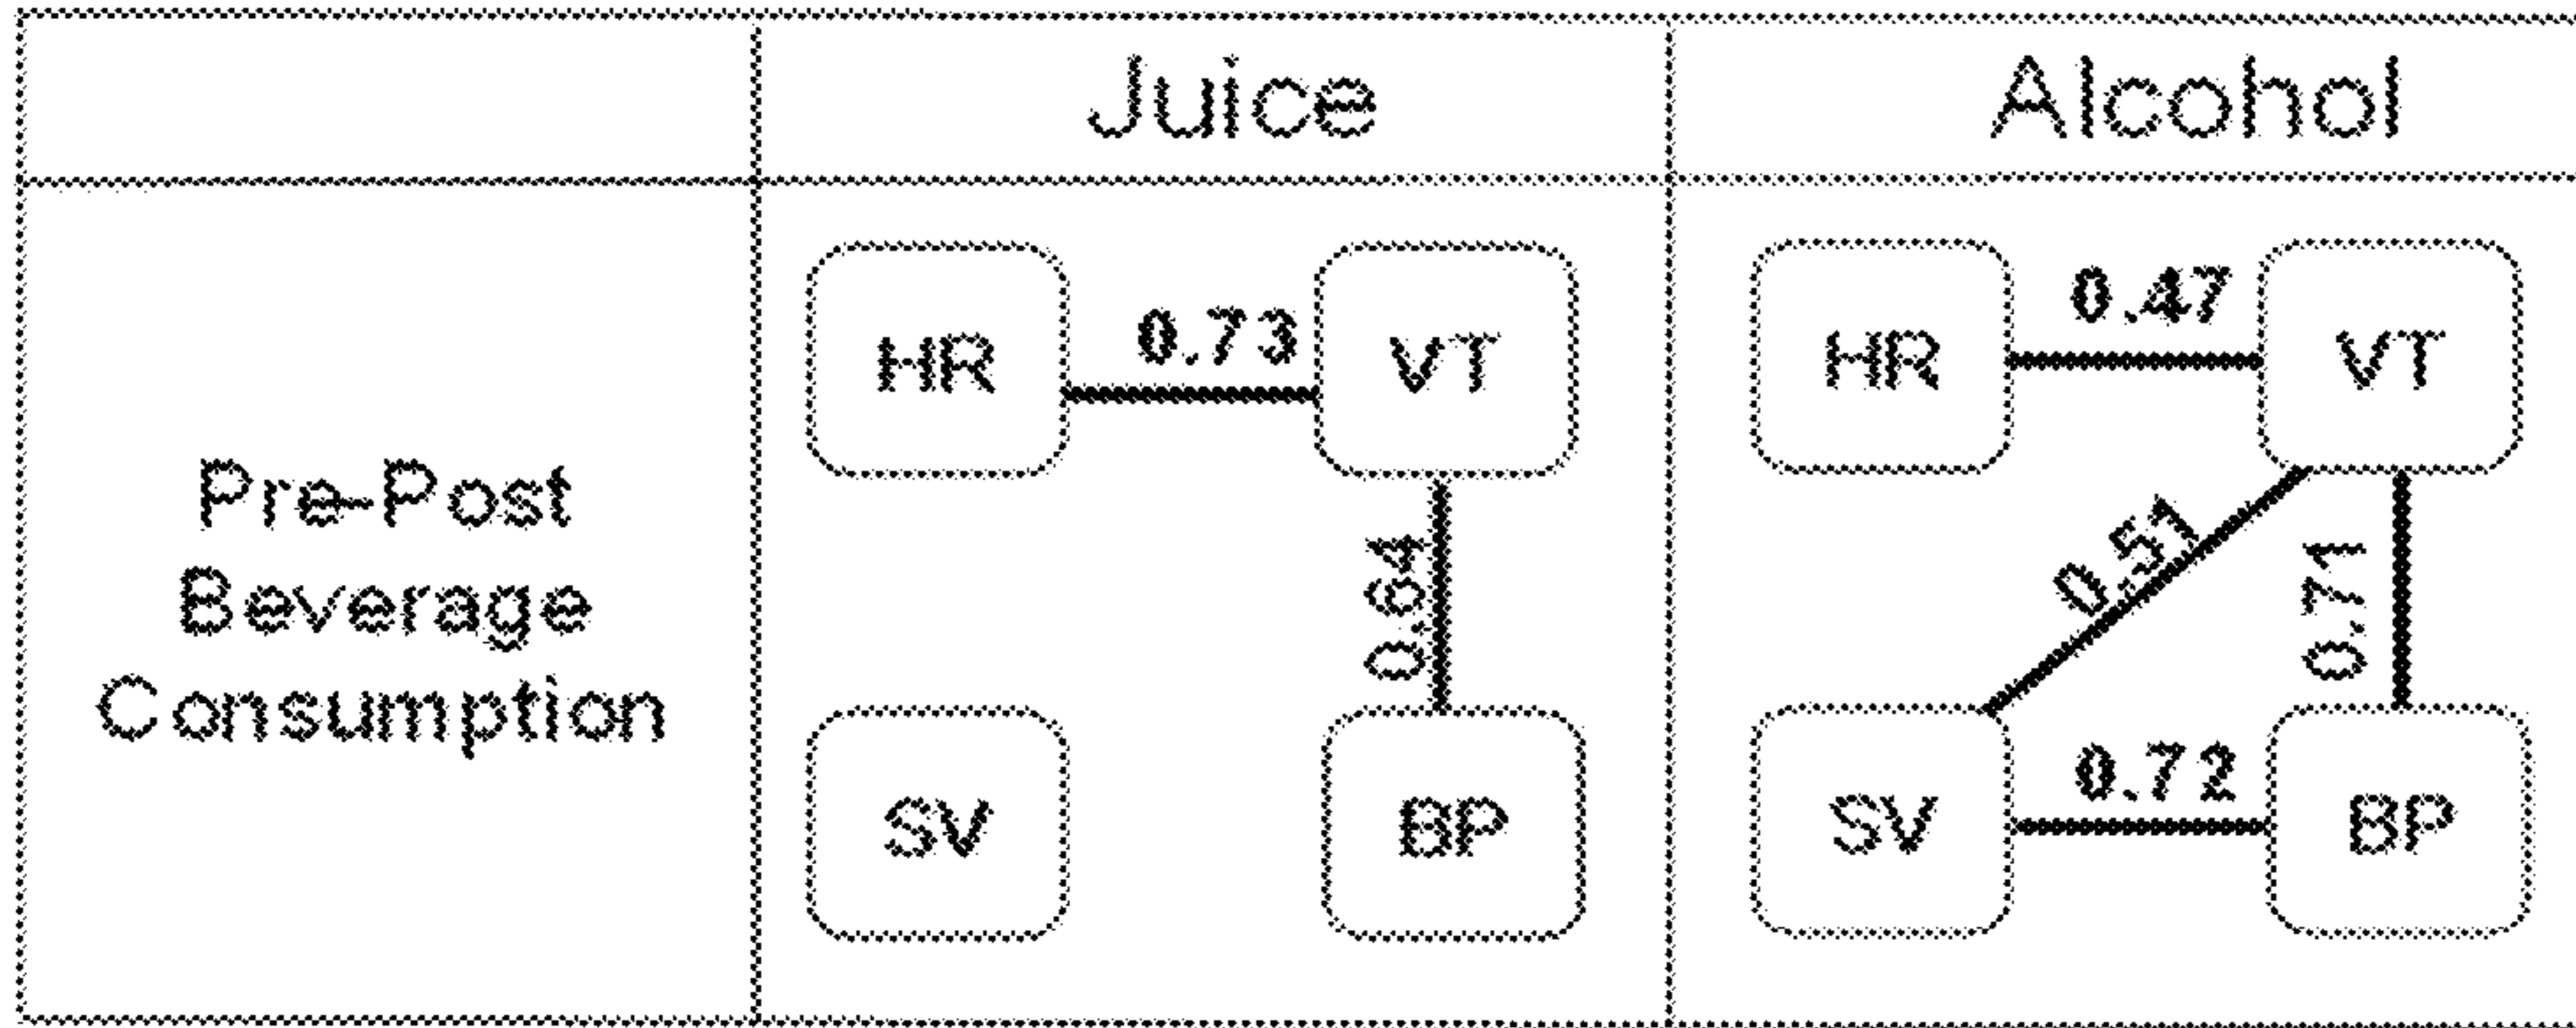 Juice
Alcohol
Pre-Post
Beverage
Consumption
HR
0.73
VT
0.64
SV
BP
HR
0.47
VT
0.51
0.71
SV
0.72
BP